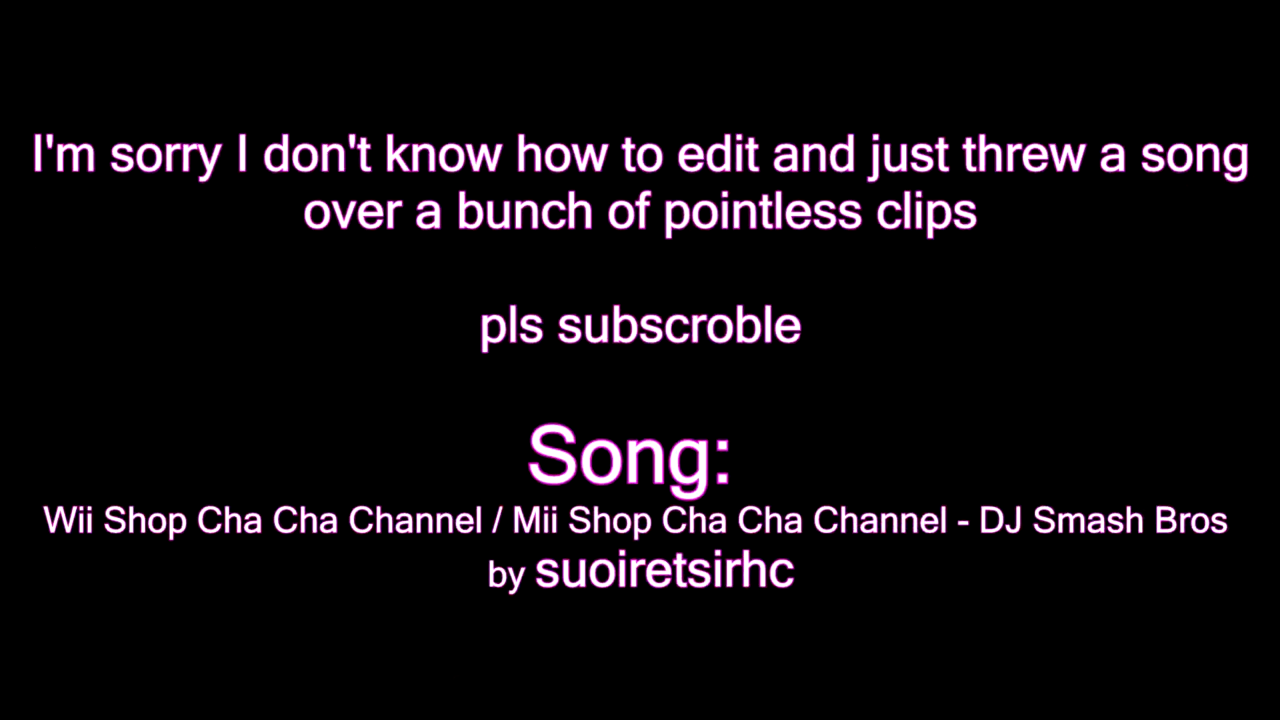 I'm sorry I don't know how to edit and just threw a song
over a bunch of pointless clips
pls subscroble
Song:
Wii Shop Cha Cha Channel / Mii Shop Cha Cha Channel - DJ Smash Bros
by suoiretsirhc